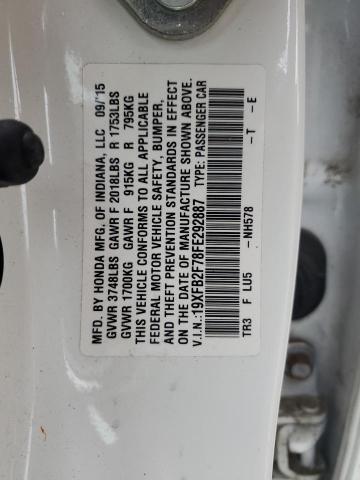 MFD. BY HONDA MFG. OF INDIANA, LLC 09/15
GVWR 3748LBS GAWR F 2018LBS R 1753LBS
GVWR 1700KG GAWR F 915KG R 795KG
THIS VEHICLE CONFORMS TO ALL APPLICABLE
FEDERAL MOTOR VEHICLE SAFETY, BUMPER,
AND THEFT PREVENTION STANDARDS IN EFFECT
ON THE DATE OF MANUFACTURE SHOWN ABOVE.
V.I.N.:19XFB2F78FE292887 TYPE: PASSENGER CAR
TR3 F LU5 -NH578 -T -E